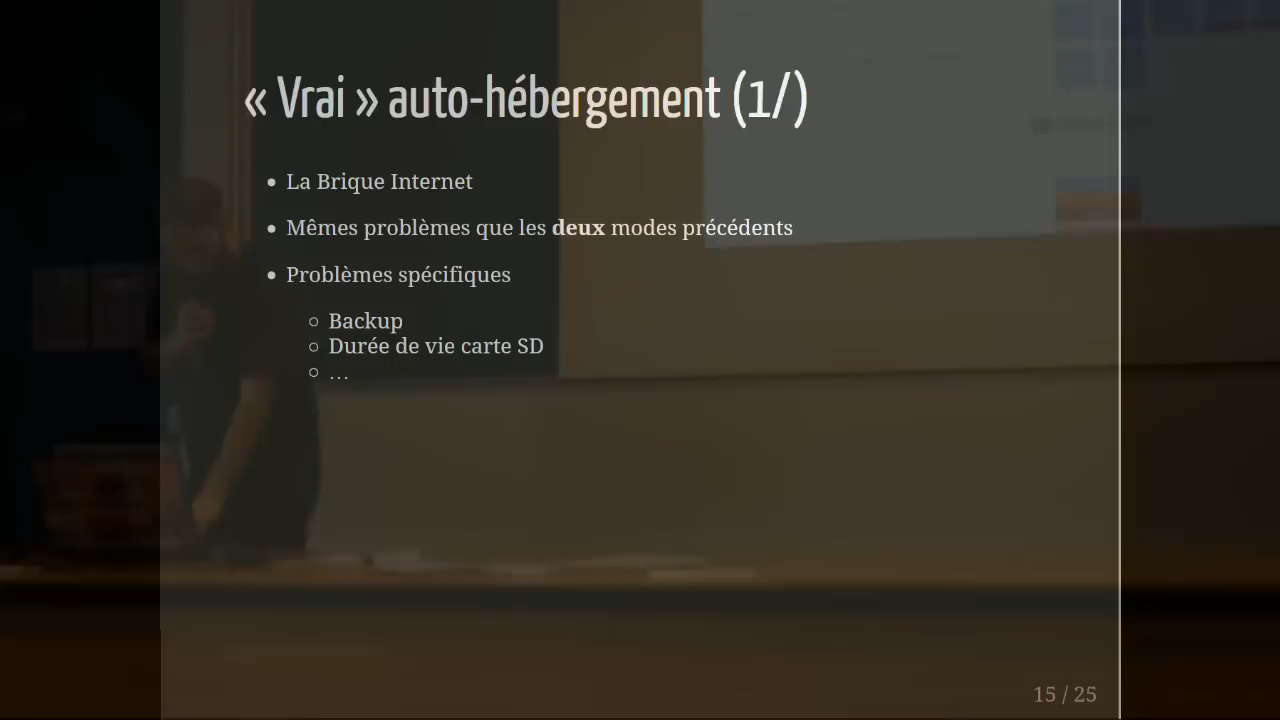 « Vrai » auto-hébergement (1/)
La Brique Internet
Mêmes problèmes que les deux modes précédents
Problèmes spécifiques
Backup
Durée de vie carte SD
…
15 / 25